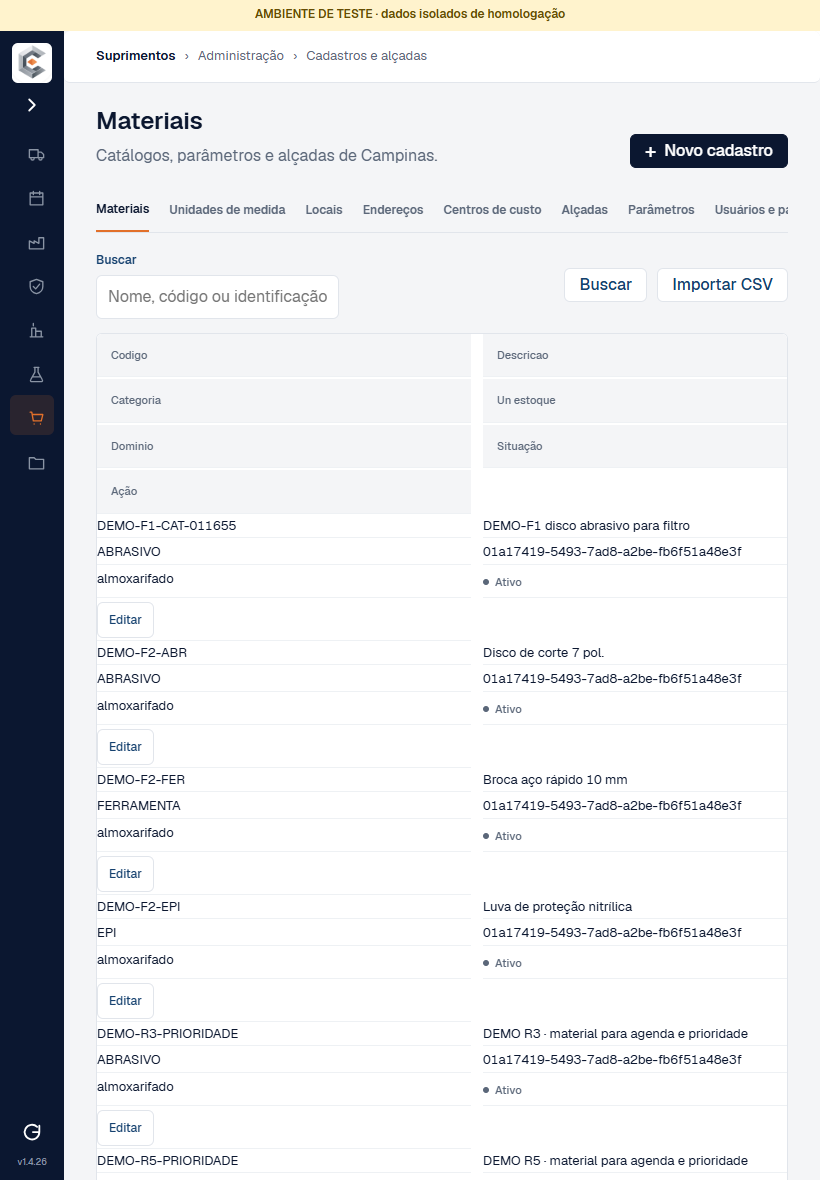 AMBIENTE DE TESTE · dados isolados de homologação
Suprimentos › Administração › Cadastros e alçadas
Materiais
Catálogos, parâmetros e alçadas de Campinas.
+ Novo cadastro
Materiais Unidades de medida Locais Endereços Centros de custo Alçadas Parâmetros Usuários e pa
Buscar
Nome, código ou identificação
Buscar Importar CSV
Codigo Descricao
Categoria Un estoque
Dominio Situação
Ação
DEMO-F1-CAT-011655 DEMO-F1 disco abrasivo para filtro
ABRASIVO 01a17419-5493-7ad8-a2be-fb6f51a48e3f
almoxarifado Ativo
Editar
DEMO-F2-ABR Disco de corte 7 pol.
ABRASIVO 01a17419-5493-7ad8-a2be-fb6f51a48e3f
almoxarifado Ativo
Editar
DEMO-F2-FER Broca aço rápido 10 mm
FERRAMENTA 01a17419-5493-7ad8-a2be-fb6f51a48e3f
almoxarifado Ativo
Editar
DEMO-F2-EPI Luva de proteção nitrílica
EPI 01a17419-5493-7ad8-a2be-fb6f51a48e3f
almoxarifado Ativo
Editar
DEMO-R3-PRIORIDADE DEMO R3 · material para agenda e prioridade
ABRASIVO 01a17419-5493-7ad8-a2be-fb6f51a48e3f
almoxarifado Ativo
Editar
DEMO-R5-PRIORIDADE DEMO R5 · material para agenda e prioridade
v1.4.26